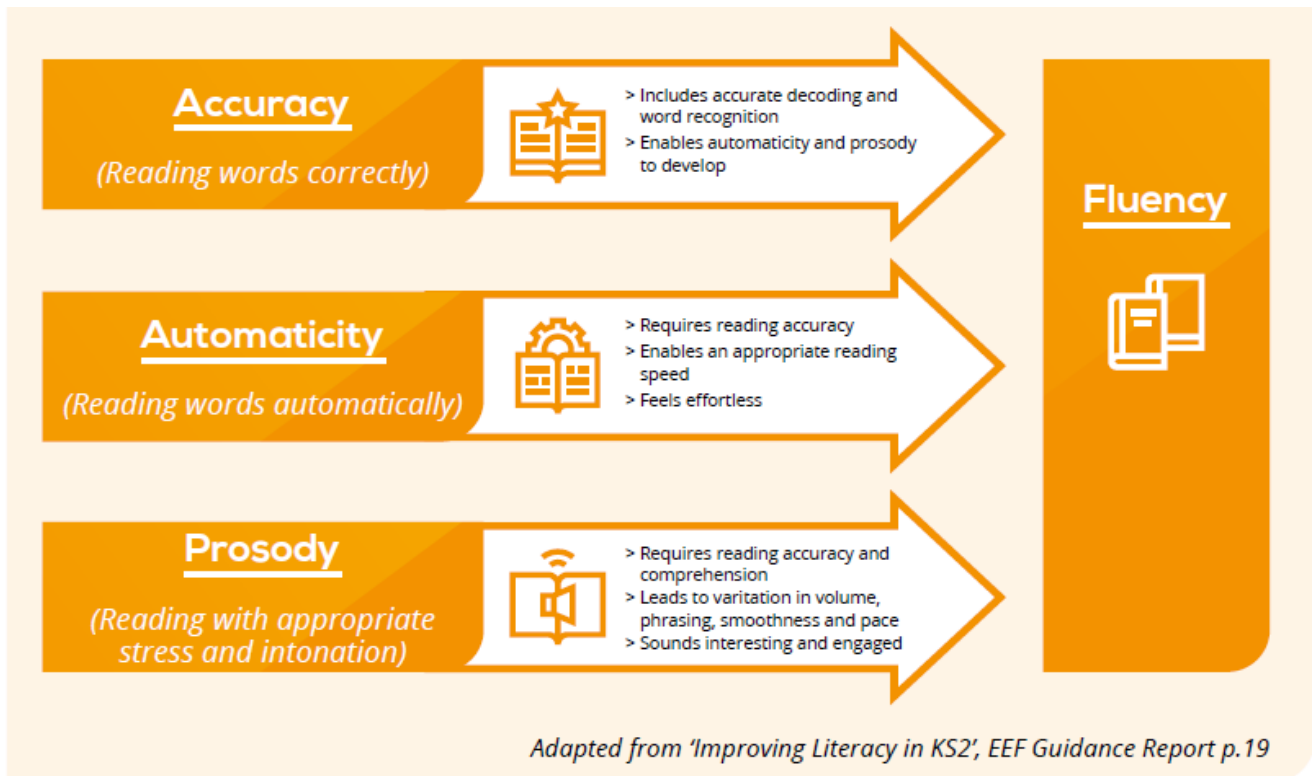 Accuracy
(Reading words correctly)
> Includes accurate decoding and
word recognition
> Enables automaticity and prosody
to develop
Automaticity
(Reading words automatically)
> Requires reading accuracy
> Enables an appropriate reading
speed
> Feels effortless
Prosody
(Reading with appropriate
stress and intonation)
> Requires reading accuracy and
comprehension
> Leads to varitation in volume,
phrasing, smoothness and pace
> Sounds interesting and engaged
Fluency
Adapted from ‘Improving Literacy in KS2’, EEF Guidance Report p.19